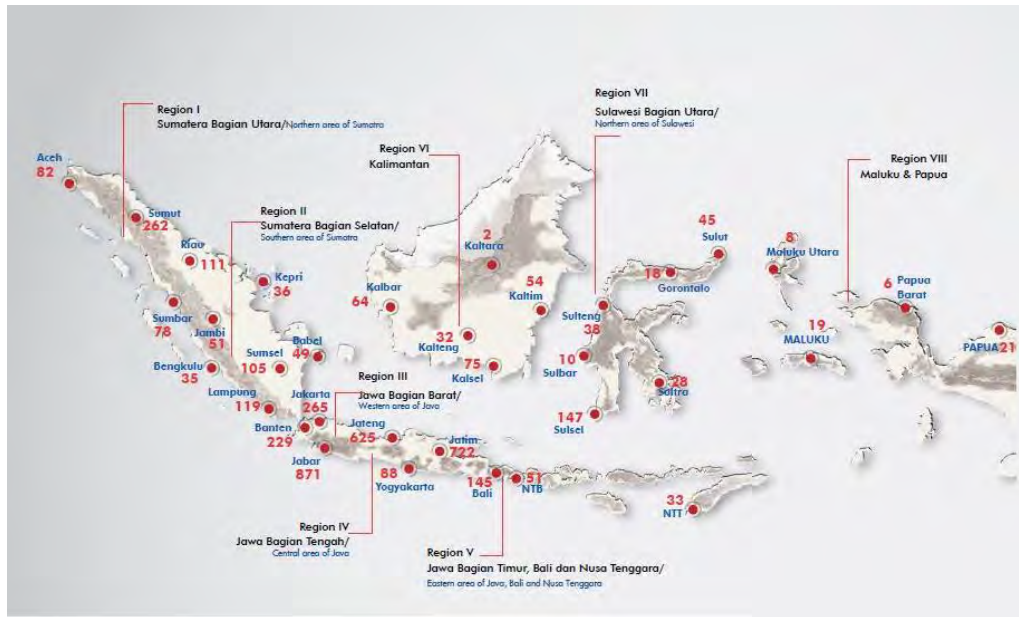 Region I
Sumatera Bagian Utara/Northern area of Sumatra
Aceh
82
Sumut
262
Riau
111
Kepri
36
Sumbar
78
Jambi
51
Region II
Sumatera Bagian Selatan/
Southern area of Sumatra
Bengkulu
35
Sumsel
105
Babel
49
Lampung
119
Region III
Jawa Bagian Barat/
Western area of Java
Jakarta
265
Banten
229
Jabar
871
Region IV
Jawa Bagian Tengah/
Central area of Java
Jateng
625
88
Yogyakarta
Region V
Jawa Bagian Timur, Bali dan Nusa Tenggara/
Eastern area of Java, Bali and Nusa Tenggara
Jatim
722
145
Bali
51
NTB
33
NTT
Region VI
Kalimantan
2
Kaltara
Kalbar
64
54
Kaltim
32
Kalteng
75
Kalsel
Region VII
Sulawesi Bagian Utara/
Northern area of Sulawesi
45
Sulut
18
Gorontalo
Sulteng
38
10
Sulbar
28
Sultra
147
Sulsel
Region VIII
Maluku & Papua
8
Maluku Utara
19
MALUKU
6 Papua
Barat
PAPUA 21